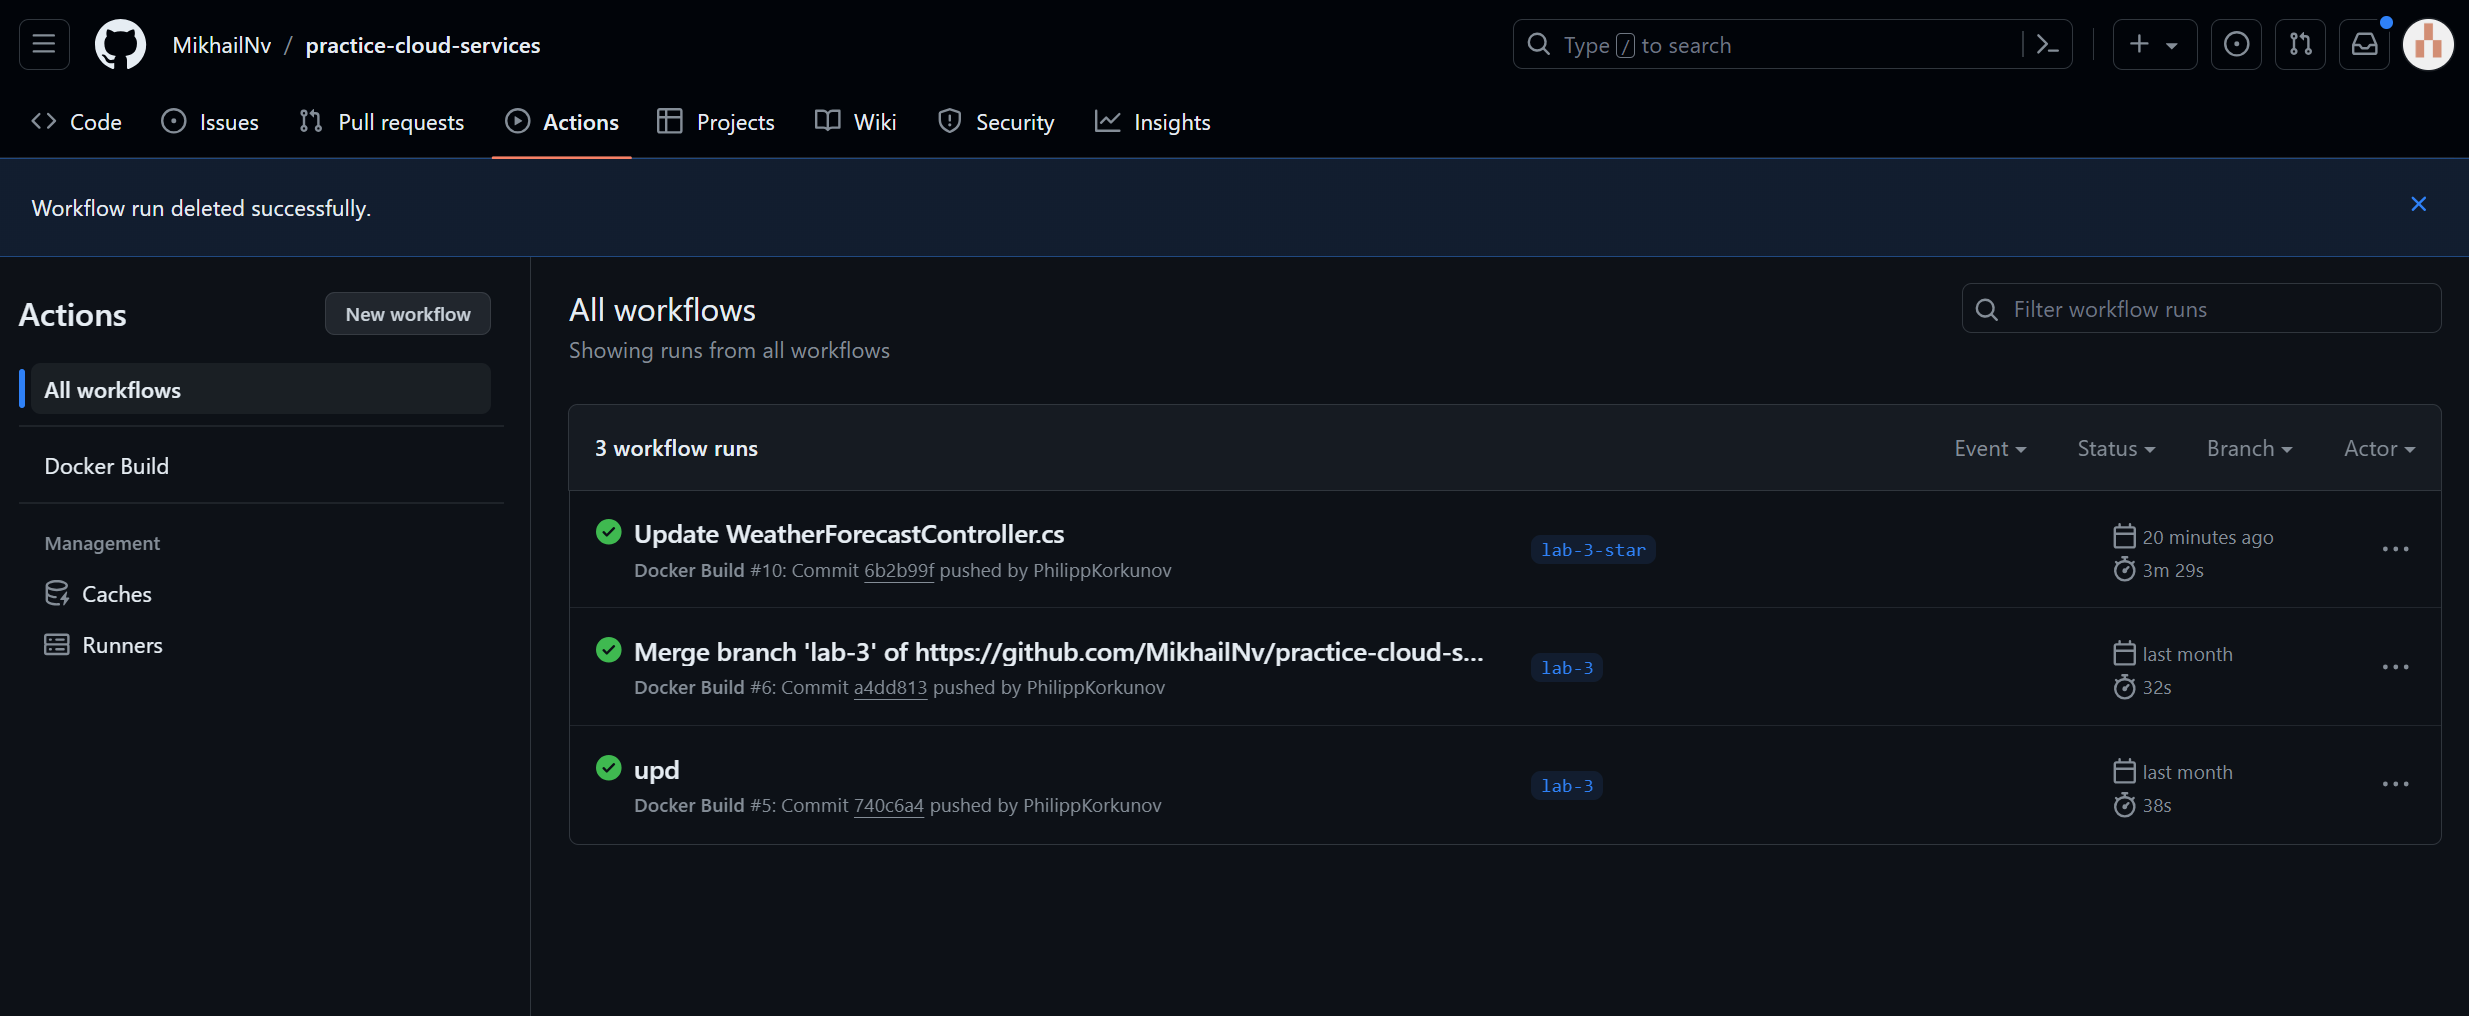 MikhailNv / practice-cloud-services
Type / to search
Code Issues Pull requests Actions Projects Wiki Security Insights
Workflow run deleted successfully.
Actions
New workflow
All workflows
Docker Build
Management
Caches
Runners
All workflows
Showing runs from all workflows
Filter workflow runs
3 workflow runs
Event Status Branch Actor
Update WeatherForecastController.cs
Docker Build #10: Commit 6b2b99f pushed by PhilippKorkunov
lab-3-star
20 minutes ago
3m 29s
Merge branch 'lab-3' of https://github.com/MikhailNv/practice-cloud-s...
Docker Build #6: Commit a4dd813 pushed by PhilippKorkunov
lab-3
last month
32s
upd
Docker Build #5: Commit 740c6a4 pushed by PhilippKorkunov
lab-3
last month
38s